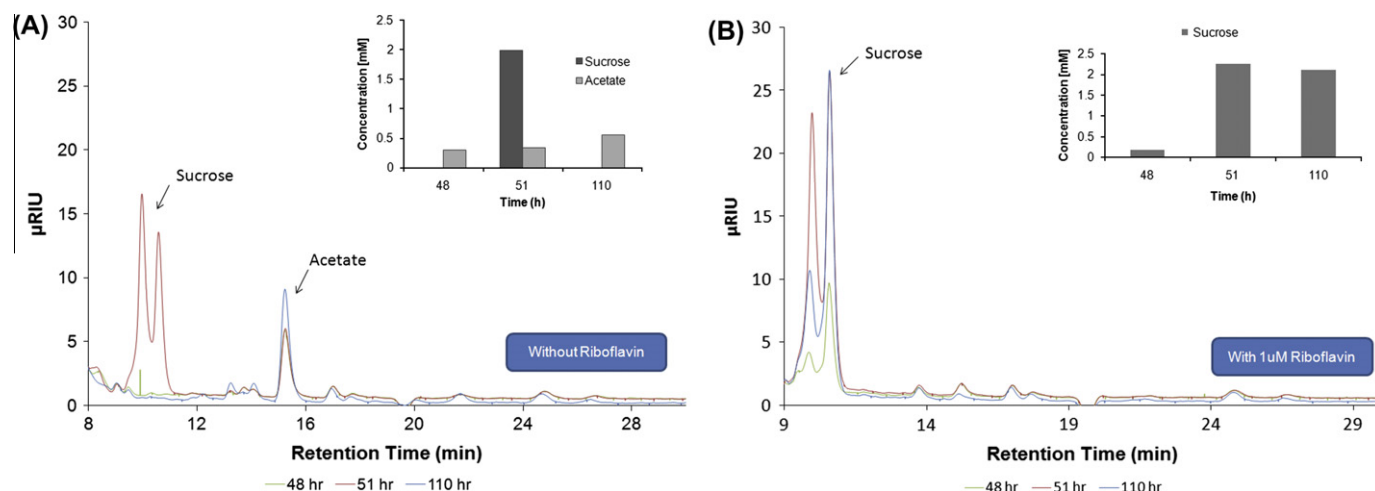 (A)
30
25
20
15
10
5
0
µRIU
8
12
16
20
24
28
Retention Time (min)
48 hr 51 hr 110 hr
Sucrose
Acetate
Without Riboflavin
2.5
2
1.5
1
0.5
0
Concentration [mM]
48
51
110
Time (h)
Sucrose
Acetate
(B)
30
25
20
15
10
5
0
µRIU
9
14
19
24
29
Retention Time (min)
48 hr 51 hr 110 hr
Sucrose
With 1uM Riboflavin
Sucrose
2.5
2
1.5
1
0.5
0
Concentration [mM]
48
51
110
Time (h)